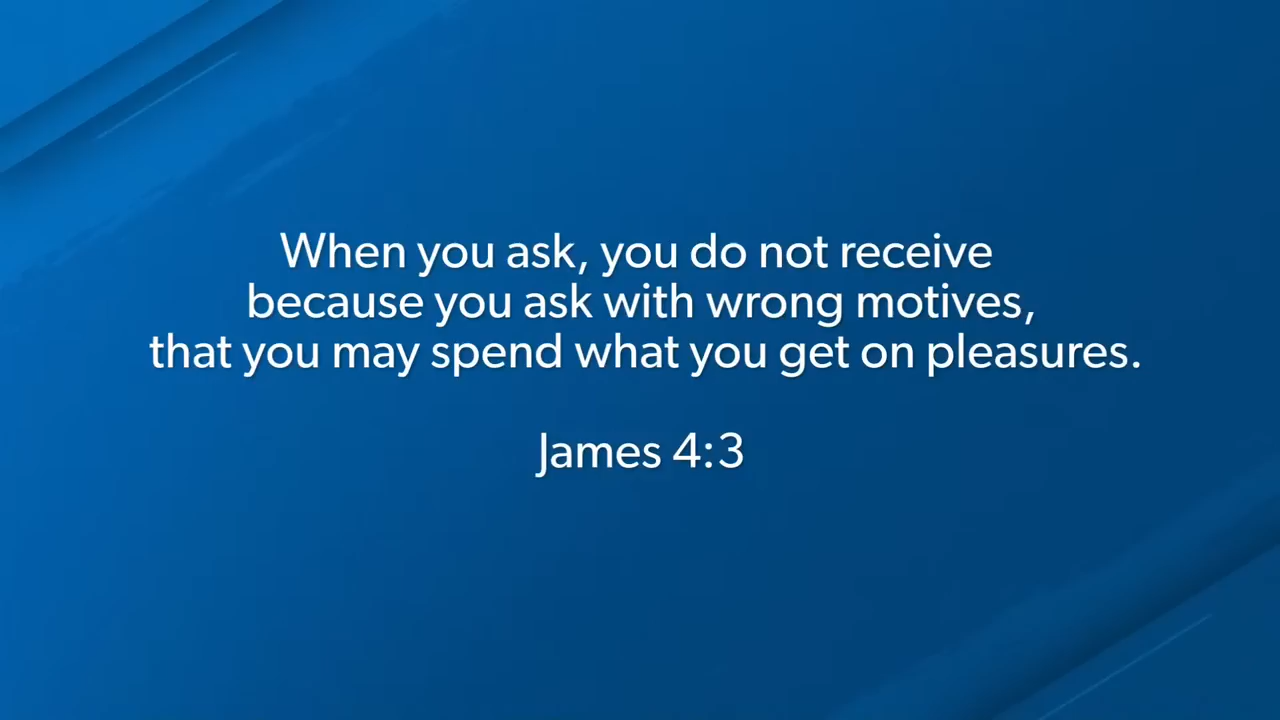 When you ask, you do not receive
because you ask with wrong motives,
that you may spend what you get on pleasures.
James 4:3